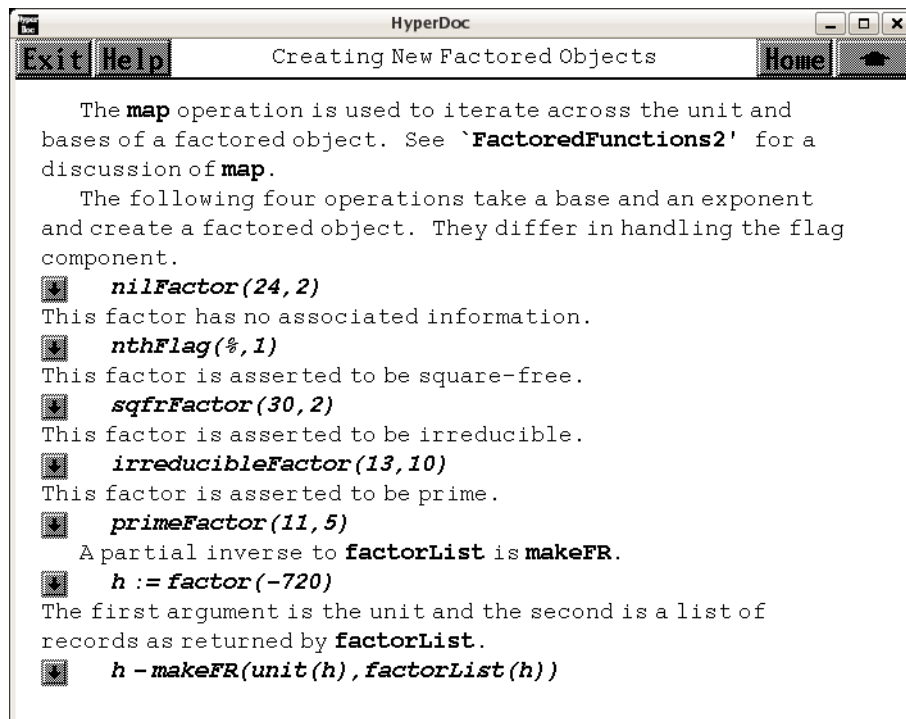 Hyper Doc
HyperDoc
Exit Help Creating New Factored Objects Home
The map operation is used to iterate across the unit and
bases of a factored object. See `FactoredFunctions2' for a
discussion of map.
The following four operations take a base and an exponent
and create a factored object. They differ in handling the flag
component.
nilFactor(24,2)
This factor has no associated information.
nthFlag(%,1)
This factor is asserted to be square-free.
sqfrFactor(30,2)
This factor is asserted to be irreducible.
irreducibleFactor(13,10)
This factor is asserted to be prime.
primeFactor(11,5)
A partial inverse to factorList is makeFR.
h := factor(-720)
The first argument is the unit and the second is a list of
records as returned by factorList.
h - makeFR(unit(h),factorList(h))